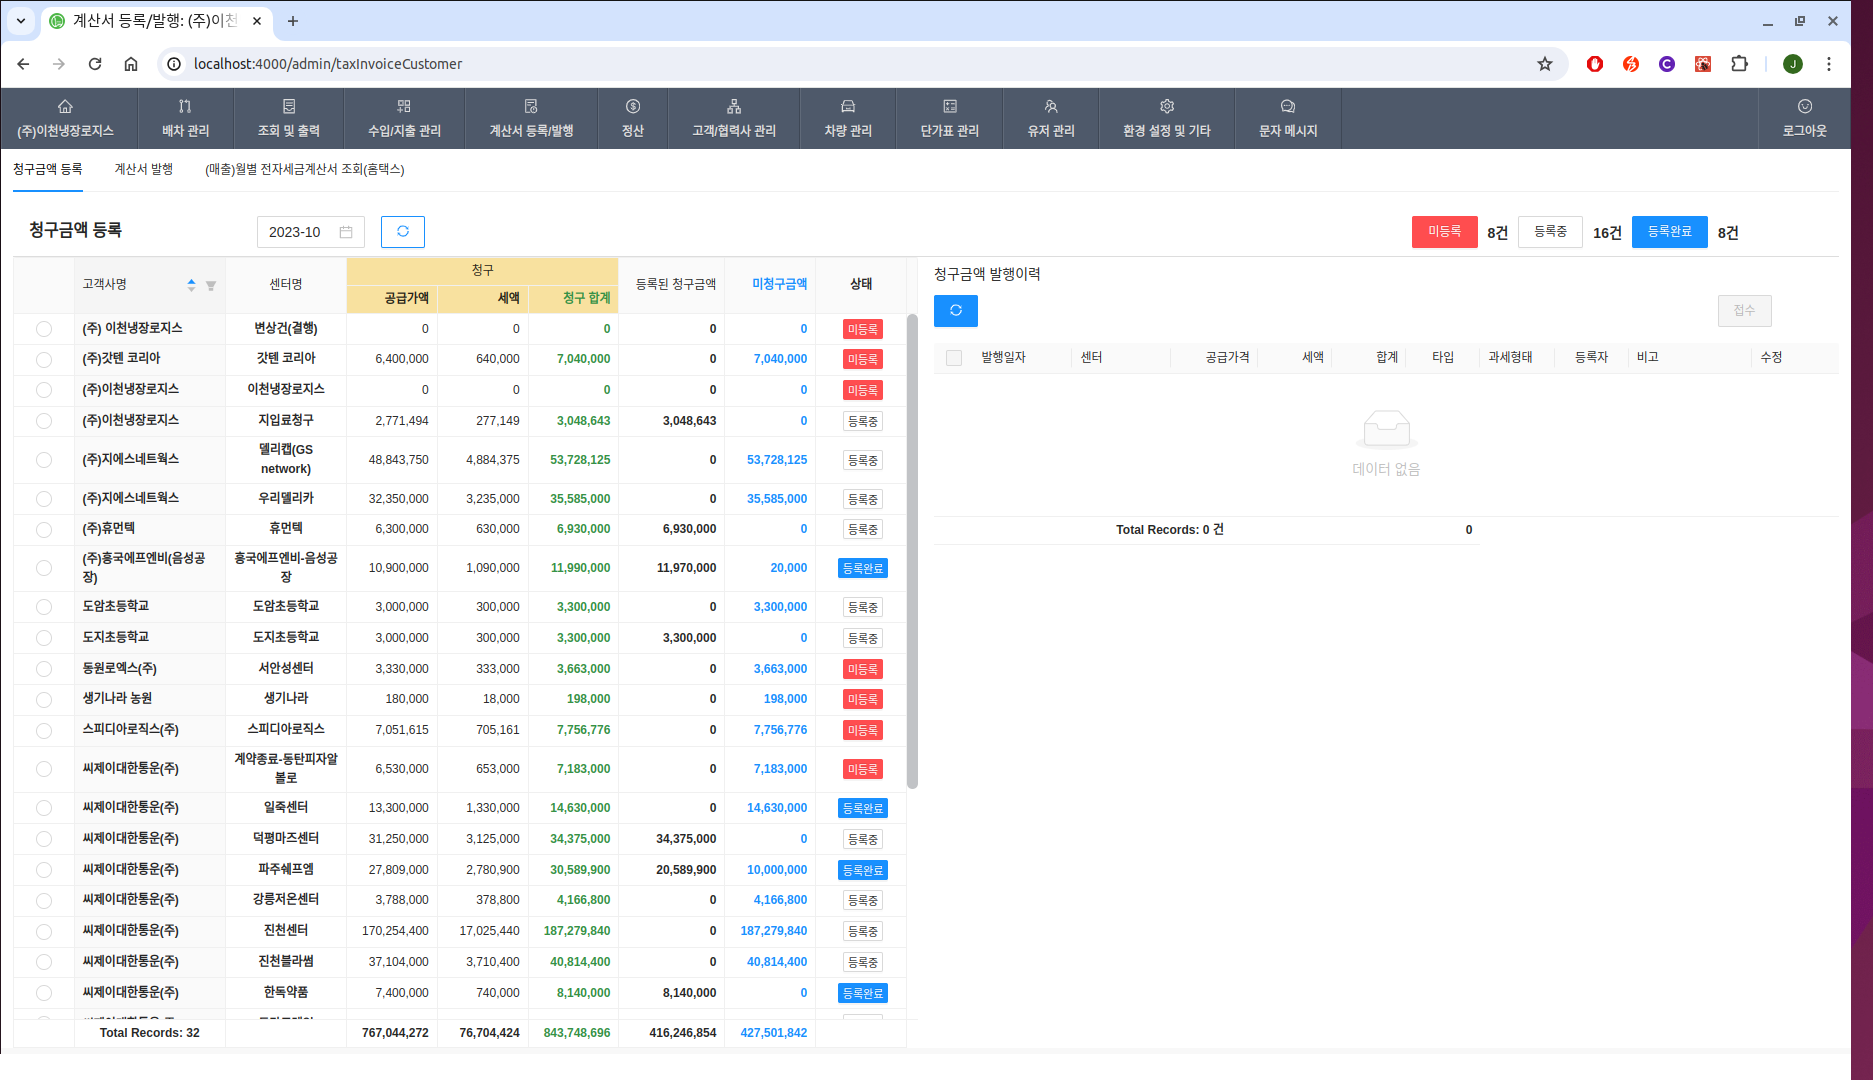 계산서 등록/발행: (주)이천
localhost:4000/admin/taxInvoiceCustomer
J
(주)이천냉장로지스 배차 관리 조회 및 출력 수입/지출 관리 계산서 등록/발행 정산 고객/협력사 관리 차량 관리 단가표 관리 유저 관리 환경 설정 및 기타 문자 메시지 로그아웃
청구금액 등록 계산서 발행 (매출)월별 전자세금계산서 조회(홈택스)
청구금액 등록 2023-10 미등록 8건 등록중 16건 등록완료 8건
고객사명 센터명 청구 등록된 청구금액 미청구금액 상태
공급가액 세액 청구 합계
(주) 이천냉장로지스 변상건(결행) 0 0 0 0 0 미등록
(주)갓텐 코리아 갓텐 코리아 6,400,000 640,000 7,040,000 0 7,040,000 미등록
(주)이천냉장로지스 이천냉장로지스 0 0 0 0 0 미등록
(주)이천냉장로지스 지입료청구 2,771,494 277,149 3,048,643 3,048,643 0 등록중
(주)지에스네트웍스 델리캡(GS network) 48,843,750 4,884,375 53,728,125 0 53,728,125 등록중
(주)지에스네트웍스 우리델리카 32,350,000 3,235,000 35,585,000 0 35,585,000 등록중
(주)휴먼텍 휴먼텍 6,300,000 630,000 6,930,000 6,930,000 0 등록중
(주)흥국에프엔비(음성공장) 흥국에프엔비-음성공장 10,900,000 1,090,000 11,990,000 11,970,000 20,000 등록완료
도암초등학교 도암초등학교 3,000,000 300,000 3,300,000 0 3,300,000 등록중
도지초등학교 도지초등학교 3,000,000 300,000 3,300,000 3,300,000 0 등록중
동원로엑스(주) 서안성센터 3,330,000 333,000 3,663,000 0 3,663,000 미등록
생기나라 농원 생기나라 180,000 18,000 198,000 0 198,000 미등록
스피디아로직스(주) 스피디아로직스 7,051,615 705,161 7,756,776 0 7,756,776 미등록
씨제이대한통운(주) 계약종료-동탄피자알볼로 6,530,000 653,000 7,183,000 0 7,183,000 미등록
씨제이대한통운(주) 일죽센터 13,300,000 1,330,000 14,630,000 0 14,630,000 등록완료
씨제이대한통운(주) 덕평마즈센터 31,250,000 3,125,000 34,375,000 34,375,000 0 등록중
씨제이대한통운(주) 파주쉐프엠 27,809,000 2,780,900 30,589,900 20,589,900 10,000,000 등록완료
씨제이대한통운(주) 강릉저온센터 3,788,000 378,800 4,166,800 0 4,166,800 등록중
씨제이대한통운(주) 진천센터 170,254,400 17,025,440 187,279,840 0 187,279,840 등록중
씨제이대한통운(주) 진천블라썸 37,104,000 3,710,400 40,814,400 0 40,814,400 등록중
씨제이대한통운(주) 한독약품 7,400,000 740,000 8,140,000 8,140,000 0 등록완료
Total Records: 32 767,044,272 76,704,424 843,748,696 416,246,854 427,501,842
청구금액 발행이력
접수
발행일자 센터 공급가격 세액 합계 타입 과세형태 등록자 비고 수정
데이터 없음
Total Records: 0 건 0